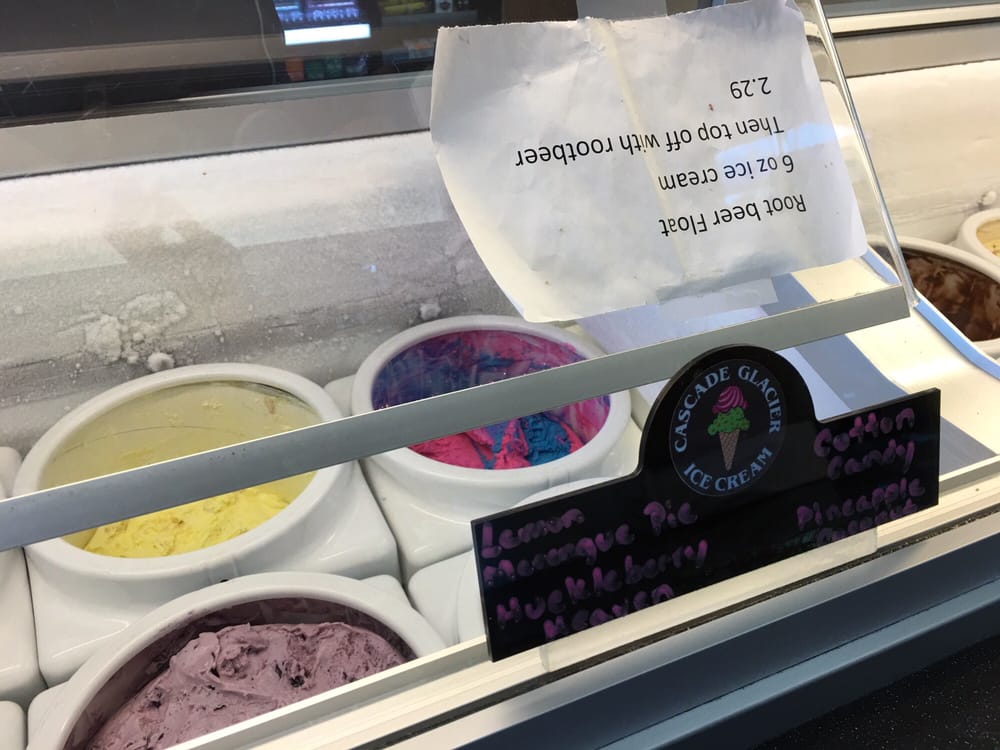 Root beer Float
6 oz ice cream
Then top off with rootbeer
2.29
CASCADE GLACIER
ICE CREAM
Lemon
Meringue Pie
Huckleberry
Heaven
Cotton
Candy
Pineapple